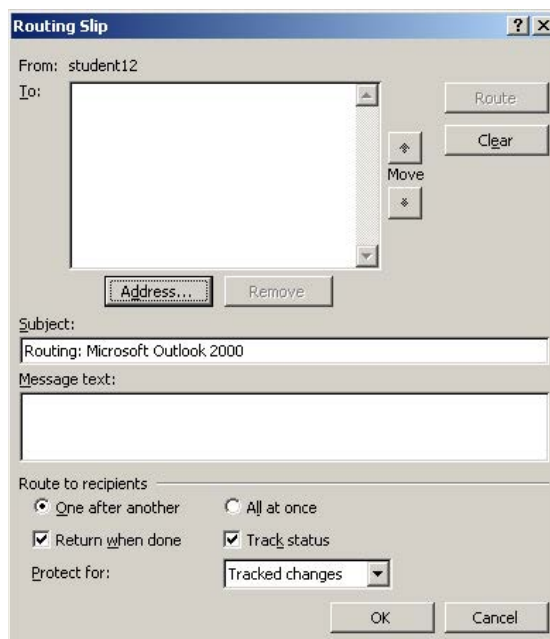 Routing Slip
From: student12
To:
Route
Clear
Move
Address... Remove
Subject:
Routing: Microsoft Outlook 2000
Message text:
Route to recipients
One after another All at once
Return when done Track status
Protect for: Tracked changes
OK Cancel